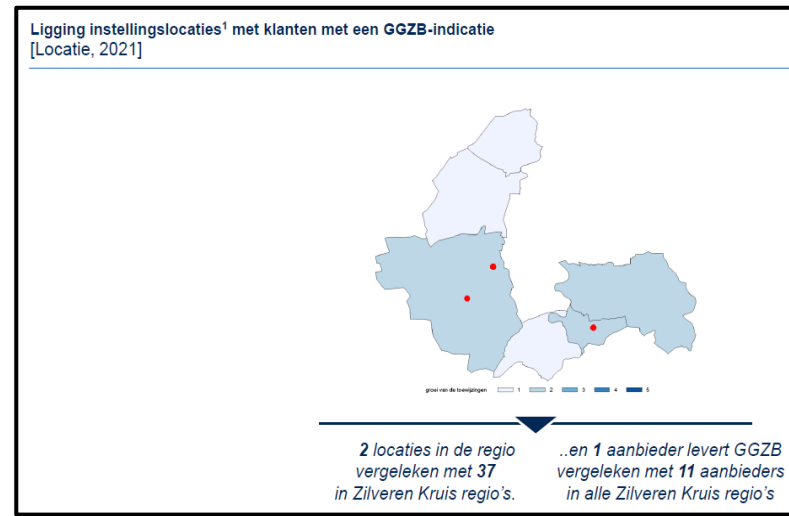 Ligging instellingslocaties¹ met klanten met een GGZB-indicatie
[Locatie, 2021]
groei van de toewijzingen 1 2 3 4 5
2 locaties in de regio
vergeleken met 37
in Zilveren Kruis regio's.
..en 1 aanbieder levert GGZB
vergeleken met 11 aanbieders
in alle Zilveren Kruis regio's